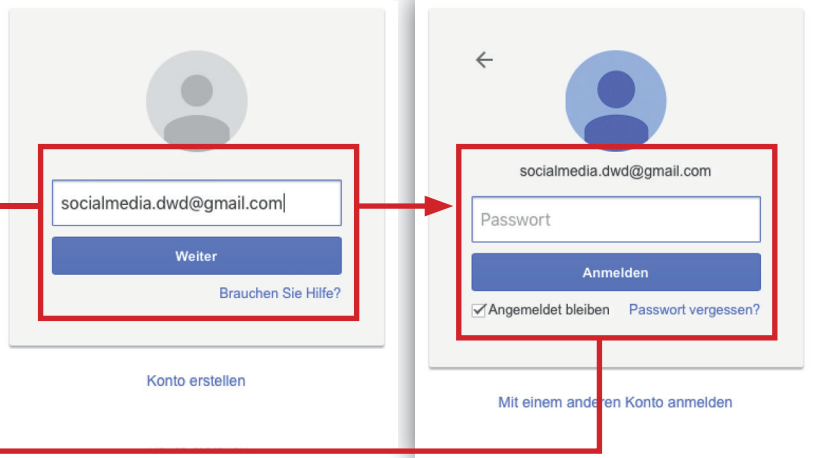 socialmedia.dwd@gmail.com
Weiter
Brauchen Sie Hilfe?
Konto erstellen
socialmedia.dwd@gmail.com
Passwort
Anmelden
Angemeldet bleiben Passwort vergessen?
Mit einem anderen Konto anmelden